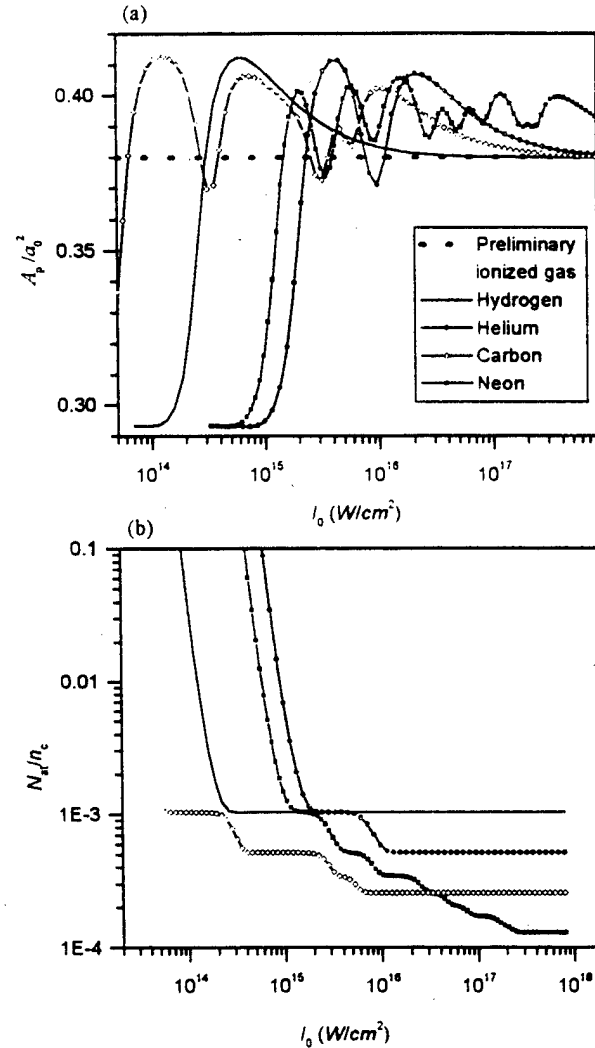 (a)
0.40
0.35
0.30
A_p/a_0^2
Preliminary
ionized gas
Hydrogen
Helium
Carbon
Neon
10^14
10^15
10^16
10^17
I_0 (W/cm^2)
(b)
0.1
0.01
1E-3
1E-4
N_at/n_c
10^14
10^15
10^16
10^17
10^18
I_0 (W/cm^2)